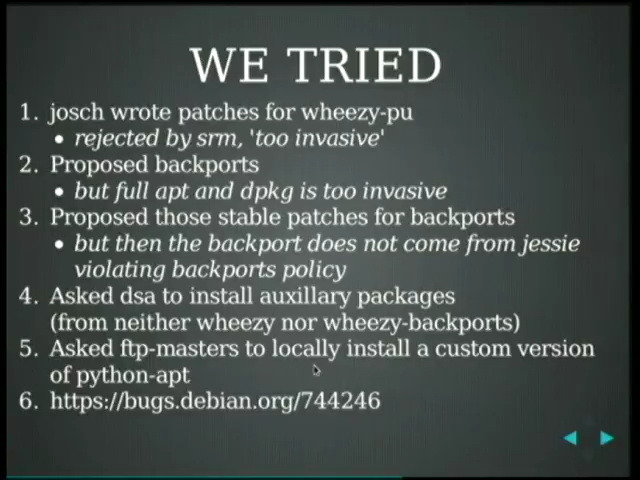 WE TRIED
1. josch wrote patches for wheezy-pu
• rejected by srm, 'too invasive'
2. Proposed backports
• but full apt and dpkg is too invasive
3. Proposed those stable patches for backports
• but then the backport does not come from jessie
violating backports policy
4. Asked dsa to install auxillary packages
(from neither wheezy nor wheezy-backports)
5. Asked ftp-masters to locally install a custom version
of python-apt
6. https://bugs.debian.org/744246